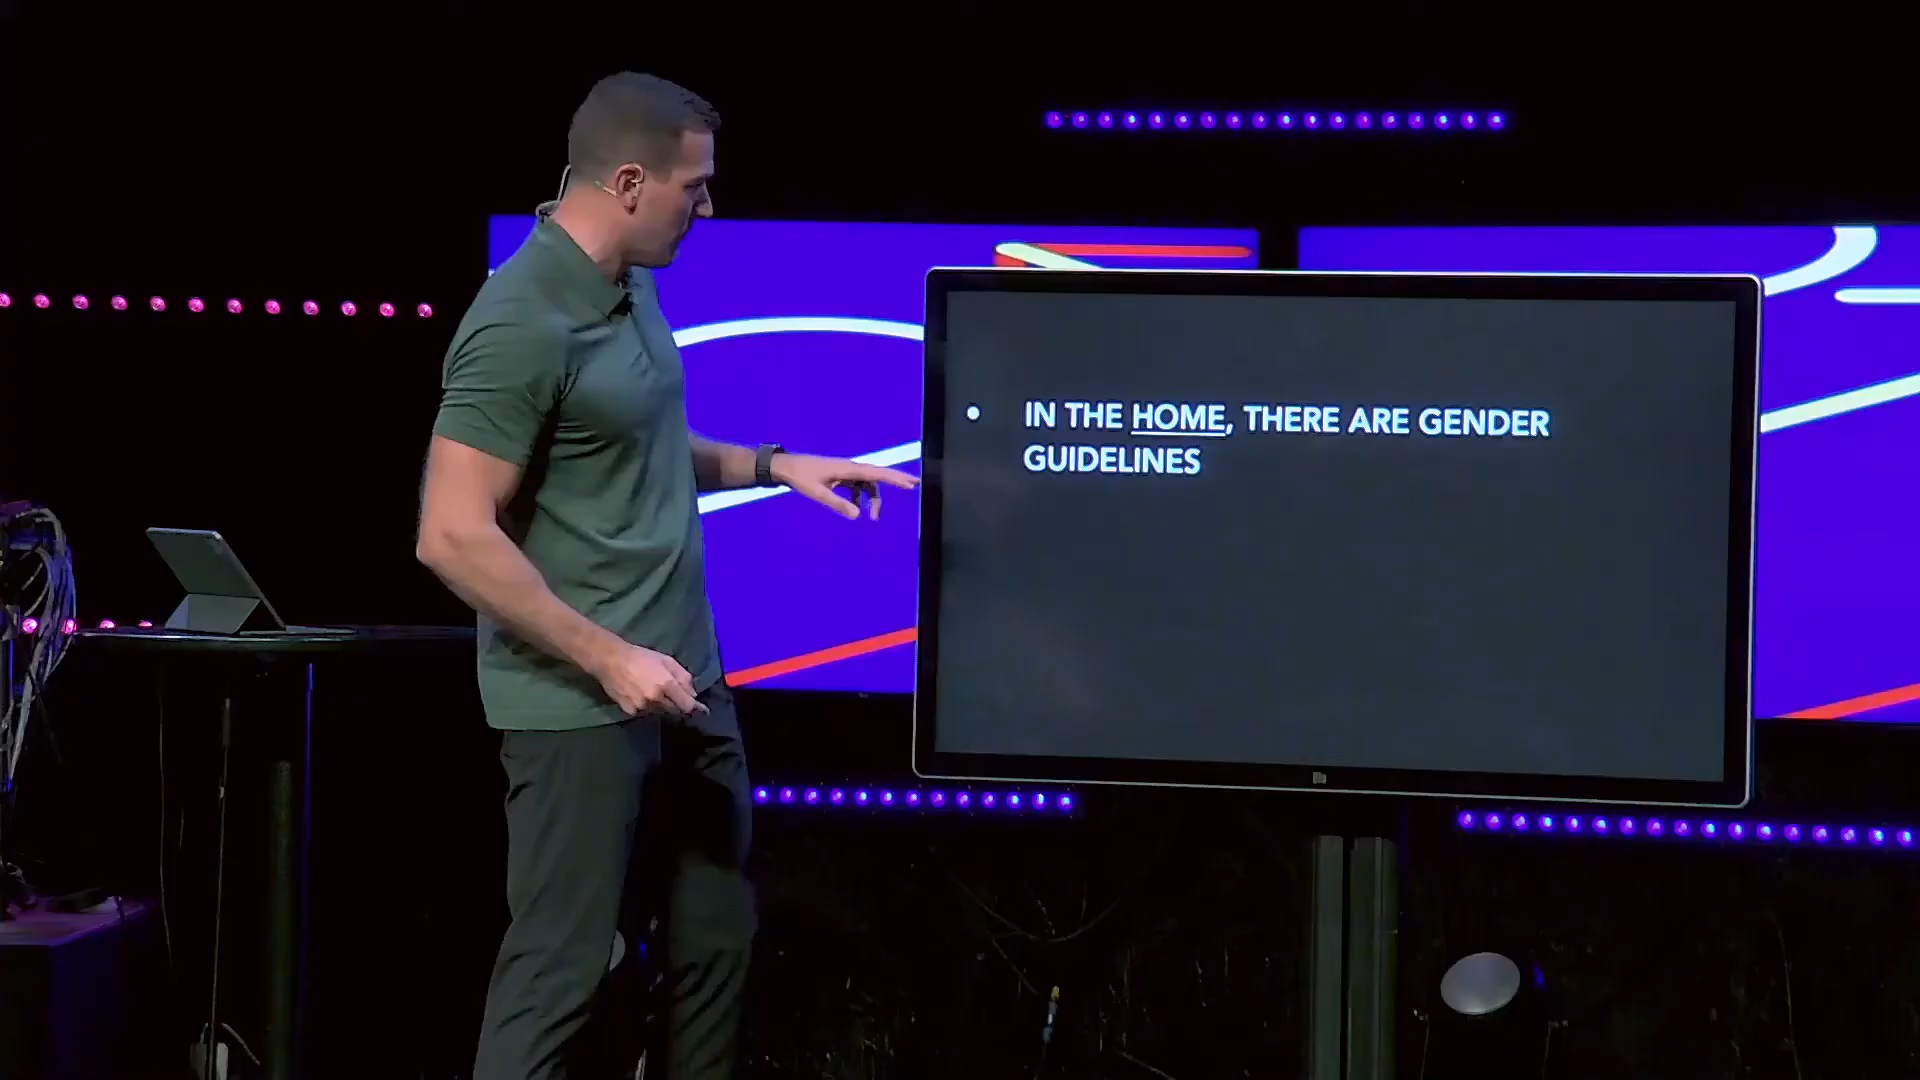 • IN THE HOME, THERE ARE GENDER
GUIDELINES